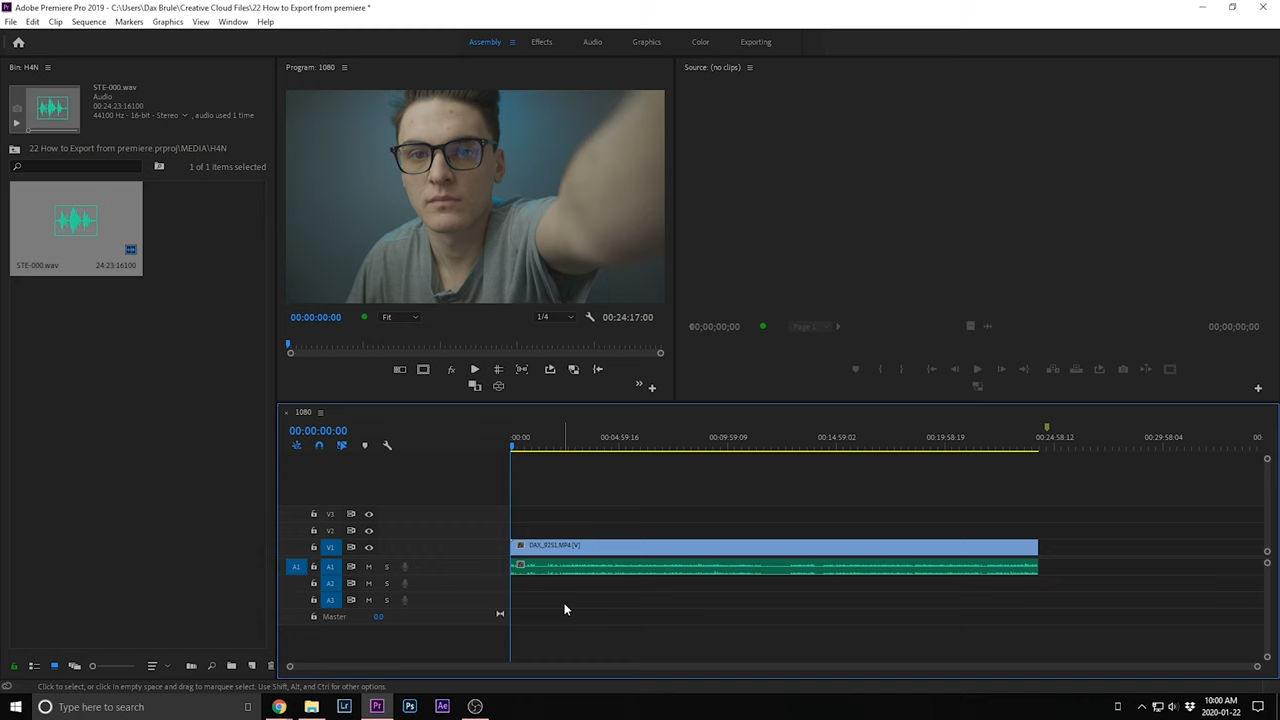 Adobe Premiere Pro 2019 - C:\Users\Dax Brule\Creative Cloud Files\22 How to Export from premiere *
File Edit Clip Sequence Markers Graphics View Window Help
Assembly Effects Audio Graphics Color Exporting
Bin: H4N
STE-000.wav
Audio
00:24:23:16100
44100 Hz - 16-bit - Stereo , audio used 1 time
22 How to Export from premiere.prproj\MEDIA\H4N
1 of 1 items selected
STE-000.wav 24:23:16100
Program: 1080
00:00:00:00 Fit 1/4 00:24:17:00
Source: (no clips)
00;00;00;00 Page 1 00;00;00;00
1080
00:00:00:00
:00:00 00:04:59:16 00:09:59:09 00:14:59:02 00:19:58:19 00:24:58:12 00:29:58:04 00:
V3
V2
V1 DAX_9251.MP4 [V]
A1 A1 M S
A2 M S
A3 M S
Master 0.0
Click to select, or click in empty space and drag to marquee select. Use Shift, Alt, and Ctrl for other options.
Type here to search
Lr Pr Ps Ae
10:00 AM
2020-01-22